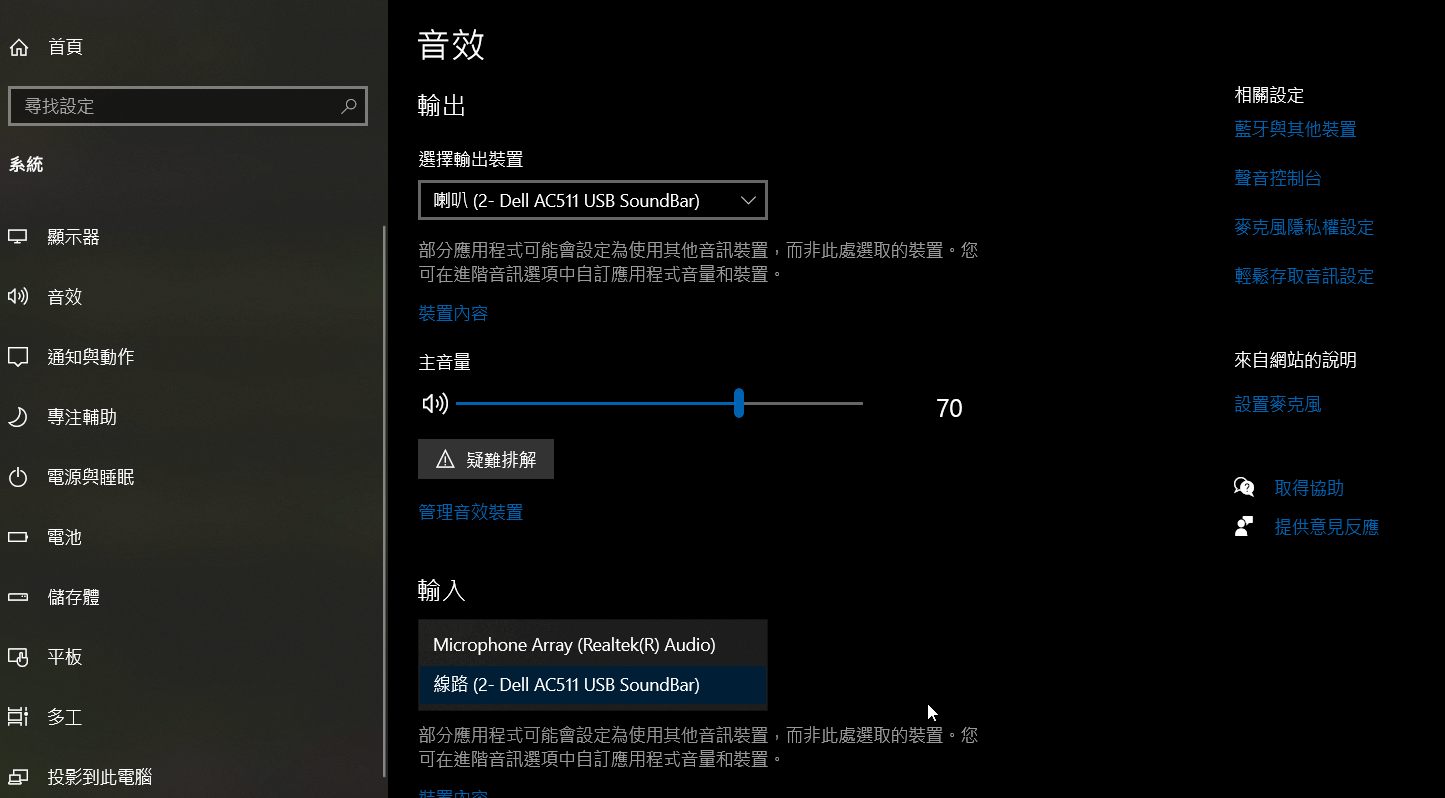 首頁
尋找設定
系統
顯示器
音效
通知與動作
專注輔助
電源與睡眠
電池
儲存體
平板
多工
投影到此電腦
音效
輸出
選擇輸出裝置
喇叭 (2- Dell AC511 USB SoundBar)
部分應用程式可能會設定為使用其他音訊裝置，而非此處選取的裝置。您
可在進階音訊選項中自訂應用程式音量和裝置。
裝置內容
主音量
70
疑難排解
管理音效裝置
輸入
Microphone Array (Realtek(R) Audio)
線路 (2- Dell AC511 USB SoundBar)
部分應用程式可能會設定為使用其他音訊裝置，而非此處選取的裝置。您
可在進階音訊選項中自訂應用程式音量和裝置。
裝置內容
相關設定
藍牙與其他裝置
聲音控制台
麥克風隱私權設定
輕鬆存取音訊設定
來自網站的說明
設置麥克風
取得協助
提供意見反應